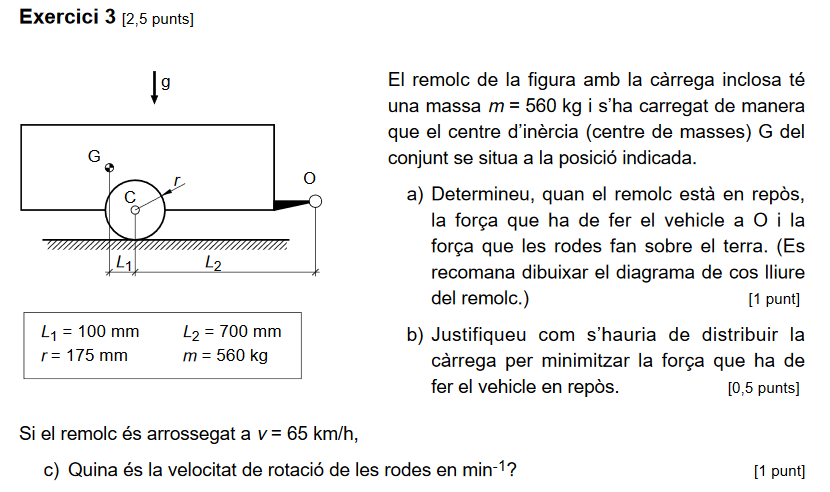 Exercici 3 [2,5 punts]
g
G
r
C
O
L1
L2
L1 = 100 mm L2 = 700 mm
r = 175 mm m = 560 kg
El remolc de la figura amb la càrrega inclosa té
una massa m = 560 kg i s’ha carregat de manera
que el centre d’inèrcia (centre de masses) G del
conjunt se situa a la posició indicada.
a) Determineu, quan el remolc està en repòs,
la força que ha de fer el vehicle a O i la
força que les rodes fan sobre el terra. (Es
recomana dibuixar el diagrama de cos lliure
del remolc.) [1 punt]
b) Justifiqueu com s’hauria de distribuir la
càrrega per minimitzar la força que ha de
fer el vehicle en repòs. [0,5 punts]
Si el remolc és arrossegat a v = 65 km/h,
c) Quina és la velocitat de rotació de les rodes en min-1? [1 punt]